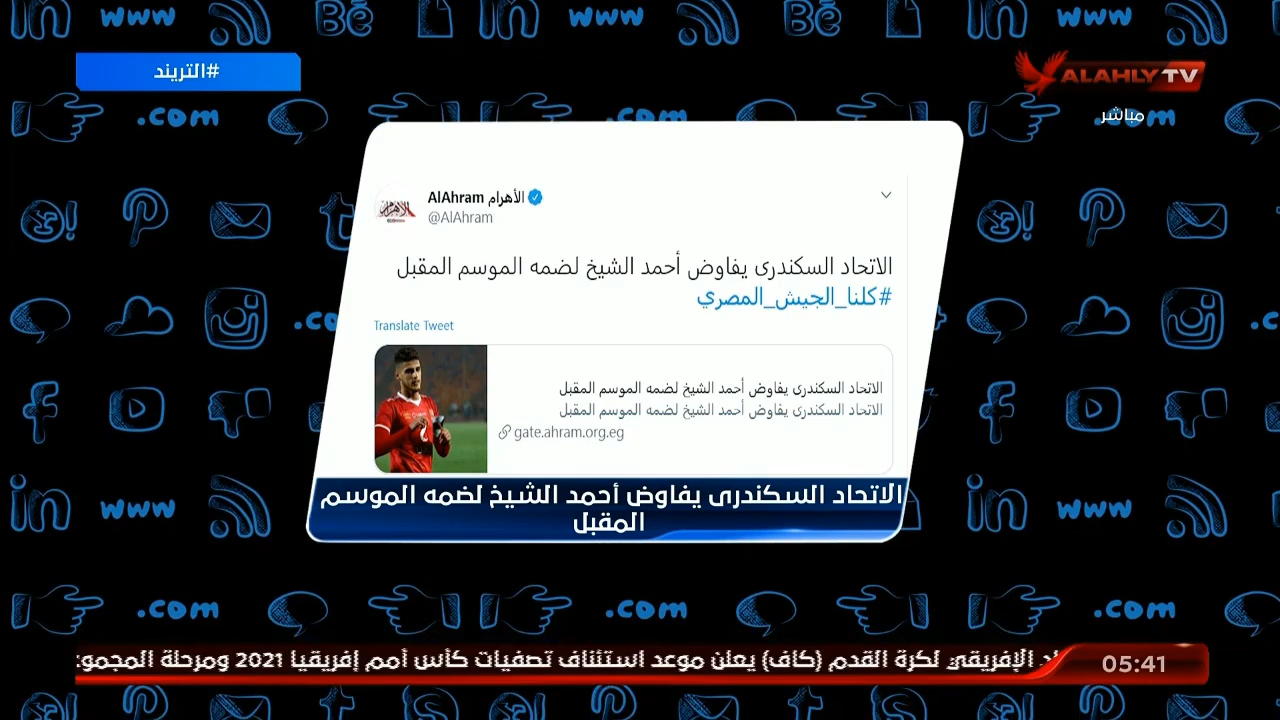 #التريند
ALAHLY TV
مباشر
AlAhram الأهرام
@AlAhram
الاتحاد السكندرى يفاوض أحمد الشيخ لضمه الموسم المقبل
#كلنا_الجيش_المصري
Translate Tweet
الاتحاد السكندرى يفاوض أحمد الشيخ لضمه الموسم المقبل
الاتحاد السكندرى يفاوض أحمد الشيخ لضمه الموسم المقبل
gate.ahram.org.eg
الاتحاد السكندرى يفاوض أحمد الشيخ لضمه الموسم
المقبل
الإفريقي لكرة القدم (كاف) يعلن موعد استئناف تصفيات كأس أمم إفريقيا 2021 ومرحلة
05:41